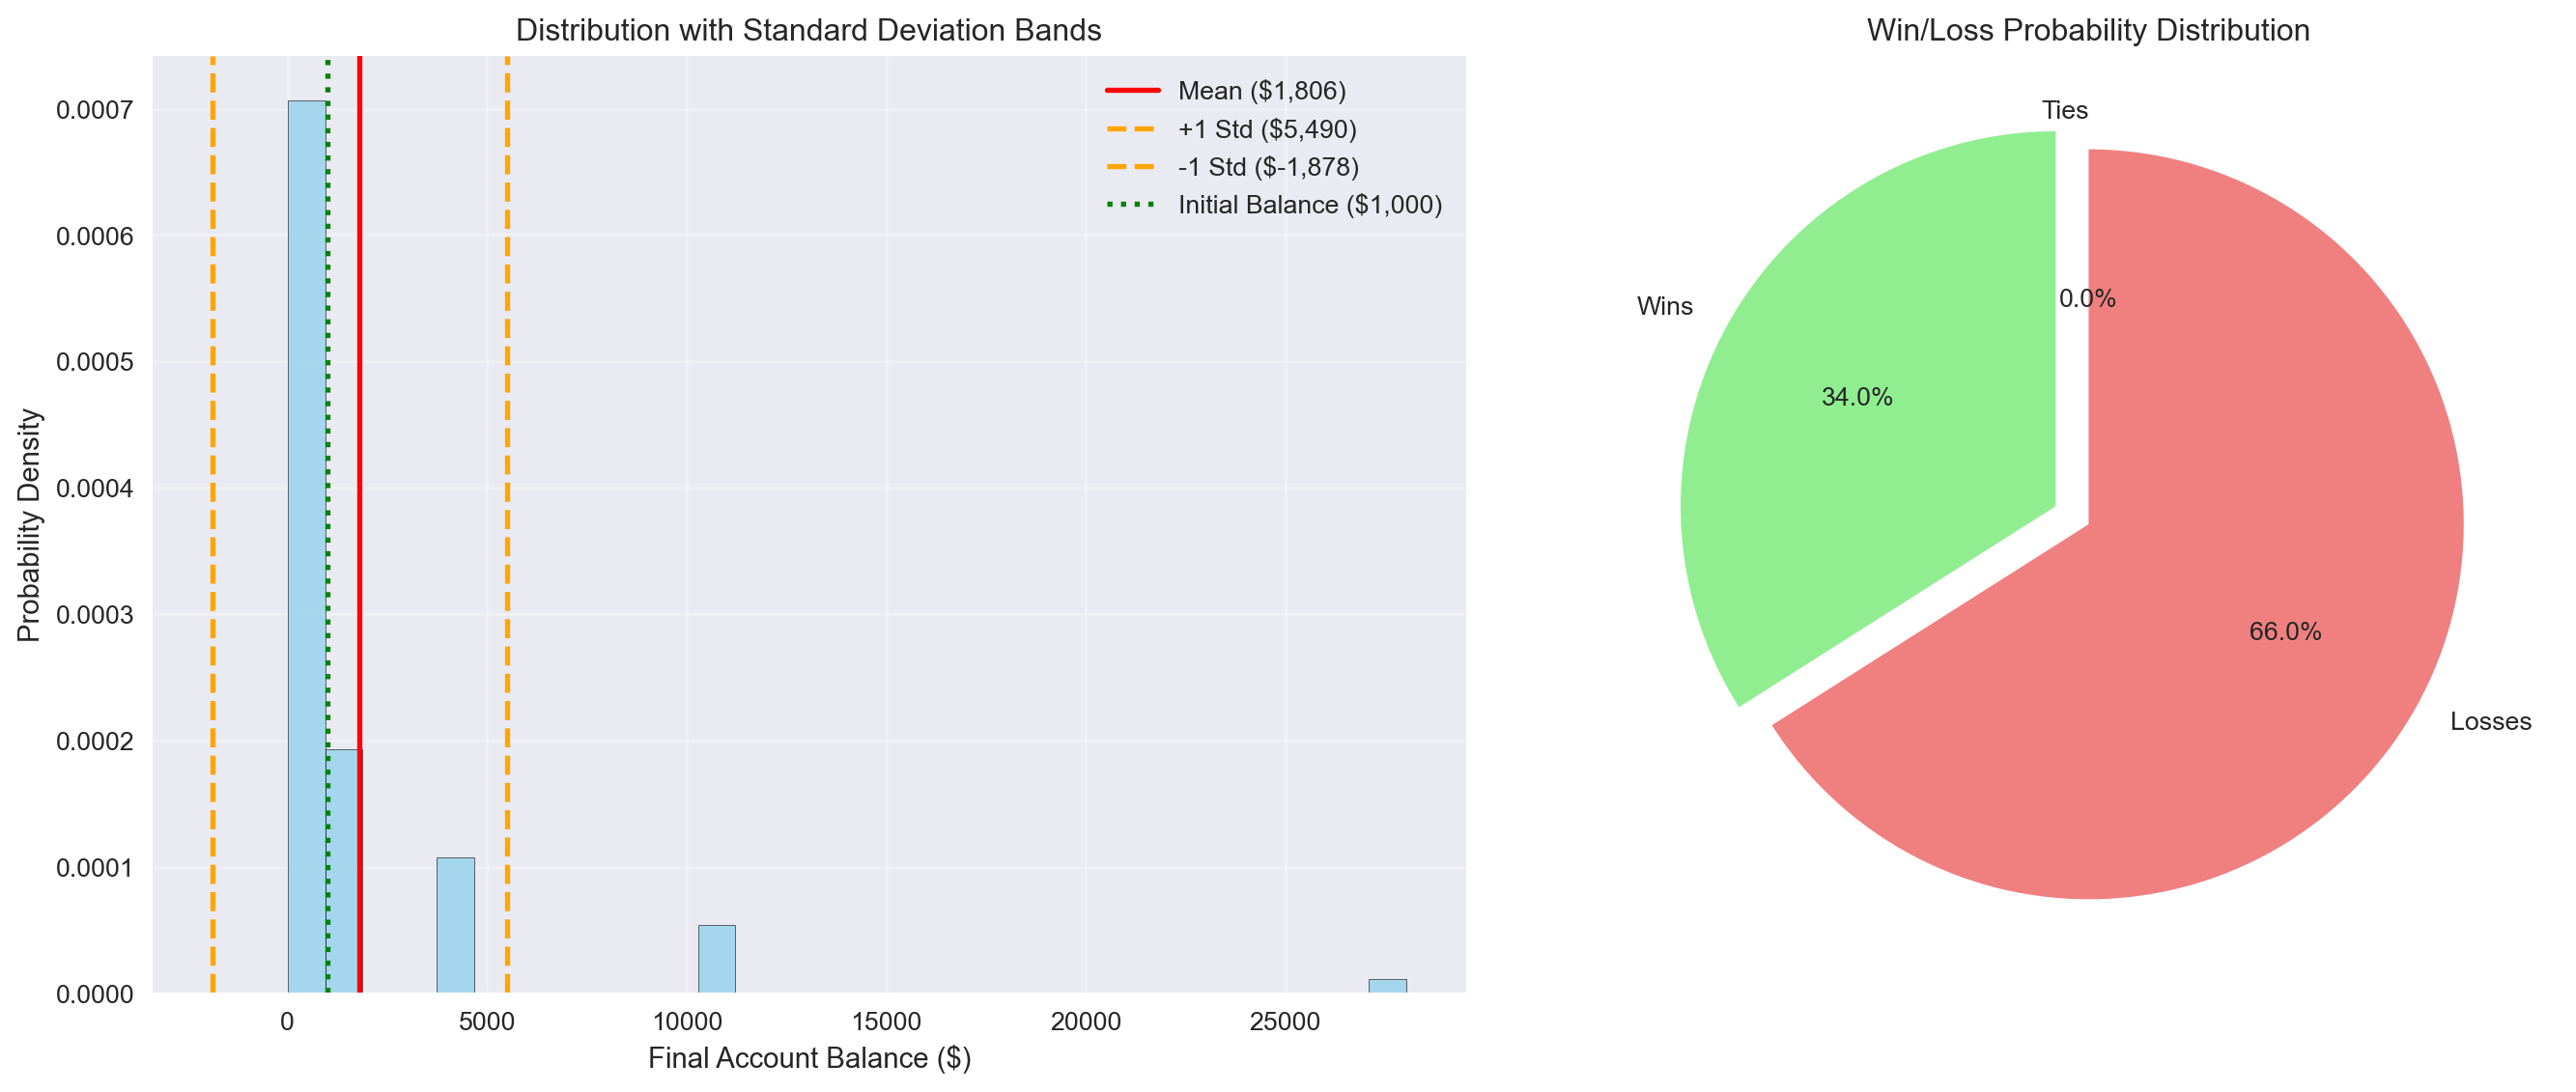 Distribution with Standard Deviation Bands
Mean ($1,806)
+1 Std ($5,490)
-1 Std ($-1,878)
Initial Balance ($1,000)
0.0007
0.0006
0.0005
0.0004
0.0003
0.0002
0.0001
0.0000
Probability Density
0 5000 10000 15000 20000 25000
Final Account Balance ($)
Win/Loss Probability Distribution
Ties
0.0%
Wins
34.0%
66.0%
Losses